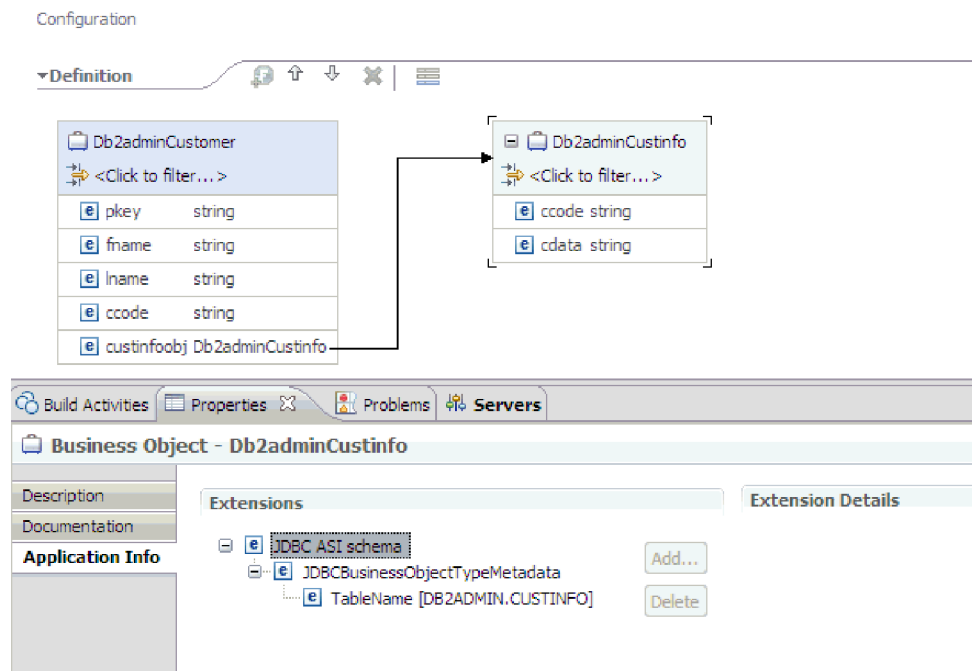 Configuration
Definition
Db2adminCustomer
<Click to filter...>
pkey string
fname string
lname string
ccode string
custinfoobj Db2adminCustinfo
Db2adminCustinfo
<Click to filter...>
ccode string
cdata string
Build Activities Properties Problems Servers
Business Object - Db2adminCustinfo
Description
Documentation
Application Info
Extensions
JDBC ASI schema
JDBCBusinessObjectTypeMetadata
TableName [DB2ADMIN.CUSTINFO]
Add...
Delete
Extension Details